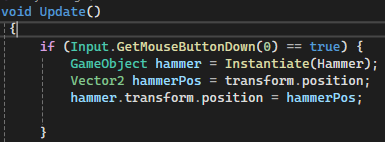 void Update()
{
if (Input.GetMouseButtonDown(0) == true) {
GameObject hammer = Instantiate(Hammer);
Vector2 hammerPos = transform.position;
hammer.transform.position = hammerPos;
}